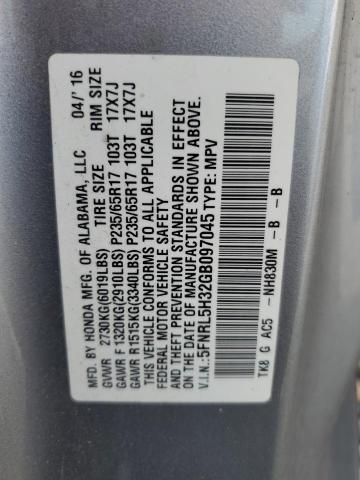 MFD. BY HONDA MFG. OF ALABAMA, LLC 04/'16
GVWR 2730KG(6019LBS) TIRE SIZE RIM SIZE
GAWR F 1320KG(2910LBS) P235/65R17 103T 17X7J
GAWR R 1515KG(3340LBS) P235/65R17 103T 17X7J
THIS VEHICLE CONFORMS TO ALL APPLICABLE
FEDERAL MOTOR VEHICLE SAFETY
AND THEFT PREVENTION STANDARDS IN EFFECT
ON THE DATE OF MANUFACTURE SHOWN ABOVE.
V.I.N.:5FNRL5H32GB097045 TYPE: MPV
TK8 G AC5 -NH830M - B - B